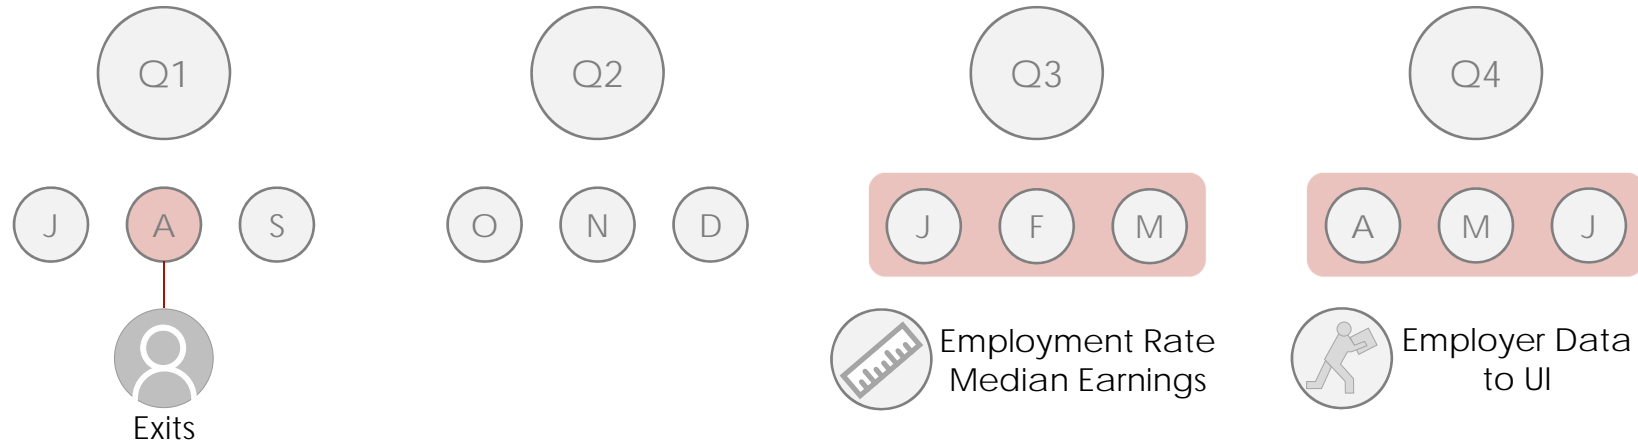 Q1
Q2
Q3
Q4
J A S
O N D
J F M
A M J
Employment Rate
Median Earnings
Employer Data
to UI
Exits